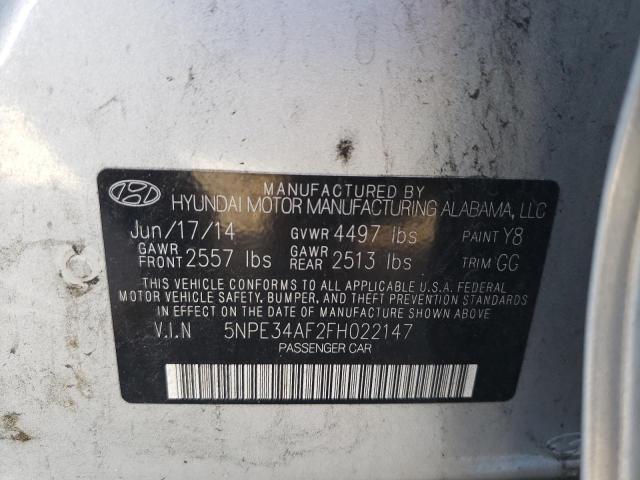 MANUFACTURED BY
HYUNDAI MOTOR MANUFACTURING ALABAMA, LLC
Jun/17/14 GVWR 4497 lbs PAINT Y8
GAWR FRONT 2557 lbs GAWR REAR 2513 lbs TRIM GG
THIS VEHICLE CONFORMS TO ALL APPLICABLE U.S.A. FEDERAL
MOTOR VEHICLE SAFETY, BUMPER, AND THEFT PREVENTION
STANDARDS IN EFFECT ON THE DATE OF MANUFACTURE SHOWN ABOVE.
V.I.N 5NPE34AF2FH022147
PASSENGER CAR